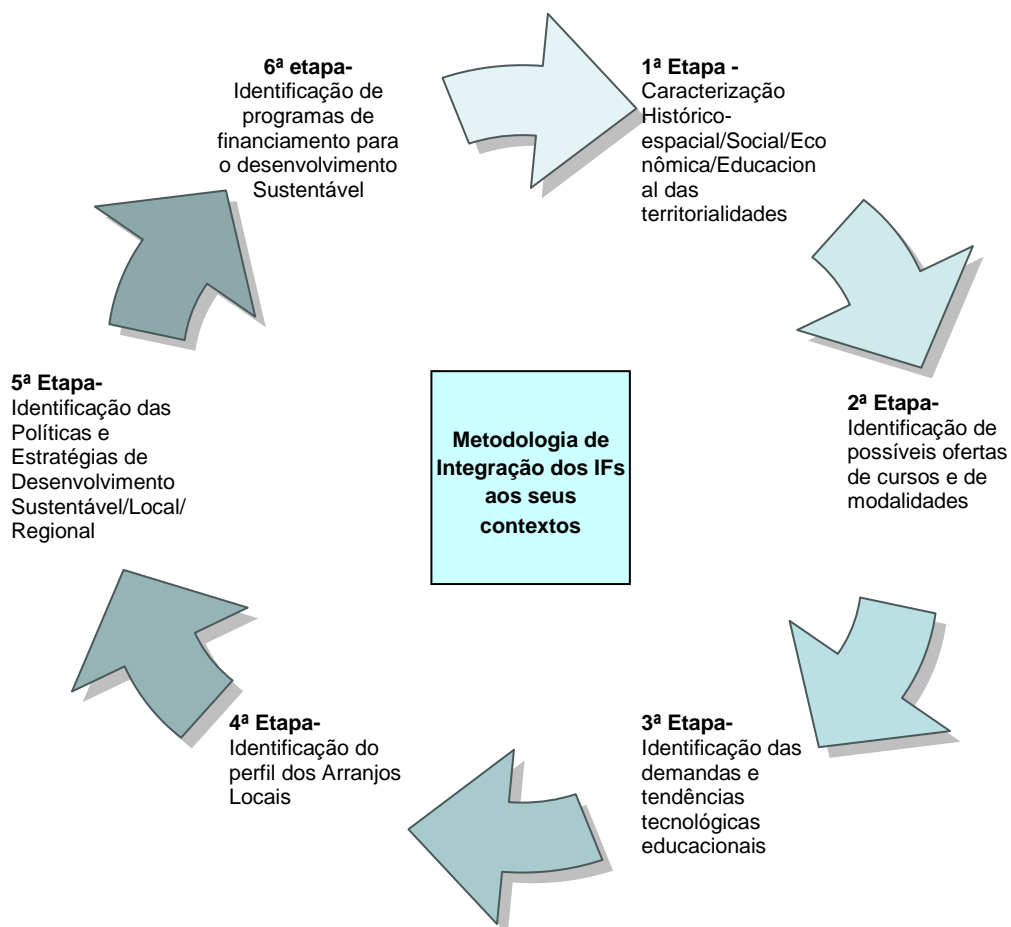 6ª etapa-
Identificação de
programas de
financiamento para
o desenvolvimento
Sustentável
1ª Etapa -
Caracterização
Histórico-
espacial/Social/Eco
nômica/Educacion
al das
territorialidades
2ª Etapa-
Identificação de
possíveis ofertas
de cursos e de
modalidades
3ª Etapa-
Identificação das
demandas e
tendências
tecnológicas
educacionais
4ª Etapa-
Identificação do
perfil dos Arranjos
Locais
5ª Etapa-
Identificação das
Políticas e
Estratégias de
Desenvolvimento
Sustentável/Local/
Regional
Metodologia de
Integração dos IFs
aos seus
contextos